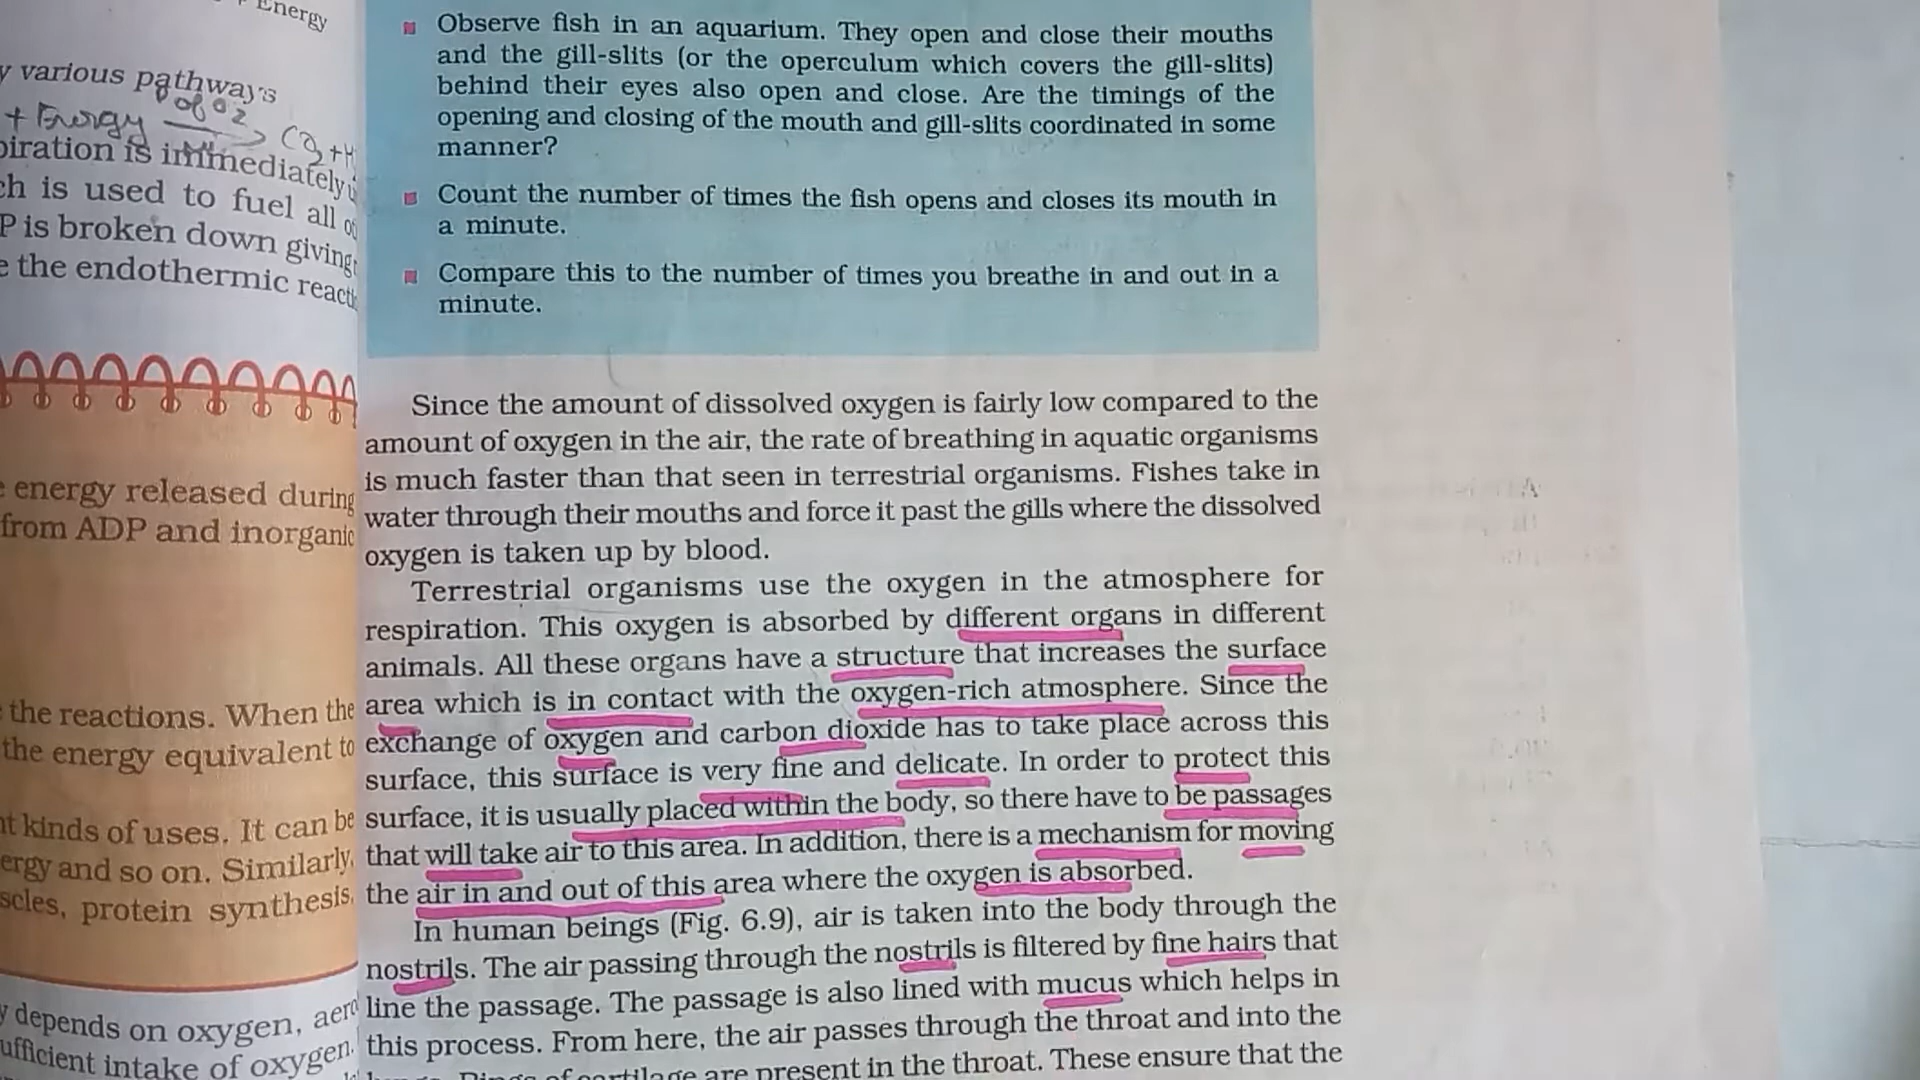 Energy
various pathways
+ Energy
of O2
piration is immediately
ch is used to fuel all
P is broken down giving
e the endothermic
energy released during
from ADP and inorganic
the reactions. When the
the energy equivalent to
nt kinds of uses. It can be
ergy and so on. Similarly,
scles, protein synthesis,
y depends on oxygen,
ufficient intake of oxygen.
Observe fish in an aquarium. They open and close their mouths
and the gill-slits (or the operculum which covers the gill-slits)
behind their eyes also open and close. Are the timings of the
opening and closing of the mouth and gill-slits coordinated in some
manner?
Count the number of times the fish opens and closes its mouth in
a minute.
Compare this to the number of times you breathe in and out in a
minute.
Since the amount of dissolved oxygen is fairly low compared to the
amount of oxygen in the air, the rate of breathing in aquatic organisms
is much faster than that seen in terrestrial organisms. Fishes take in
water through their mouths and force it past the gills where the dissolved
oxygen is taken up by blood.
Terrestrial organisms use the oxygen in the atmosphere for
respiration. This oxygen is absorbed by different organs in different
animals. All these organs have a structure that increases the surface
area which is in contact with the oxygen-rich atmosphere. Since the
exchange of oxygen and carbon dioxide has to take place across this
surface, this surface is very fine and delicate. In order to protect this
surface, it is usually placed within the body, so there have to be passages
that will take air to this area. In addition, there is a mechanism for moving
the air in and out of this area where the oxygen is absorbed.
In human beings (Fig. 6.9), air is taken into the body through the
nostrils. The air passing through the nostrils is filtered by fine hairs that
line the passage. The passage is also lined with mucus which helps in
this process. From here, the air passes through the throat and into the
Rings of cartilage are present in the throat. These ensure that the